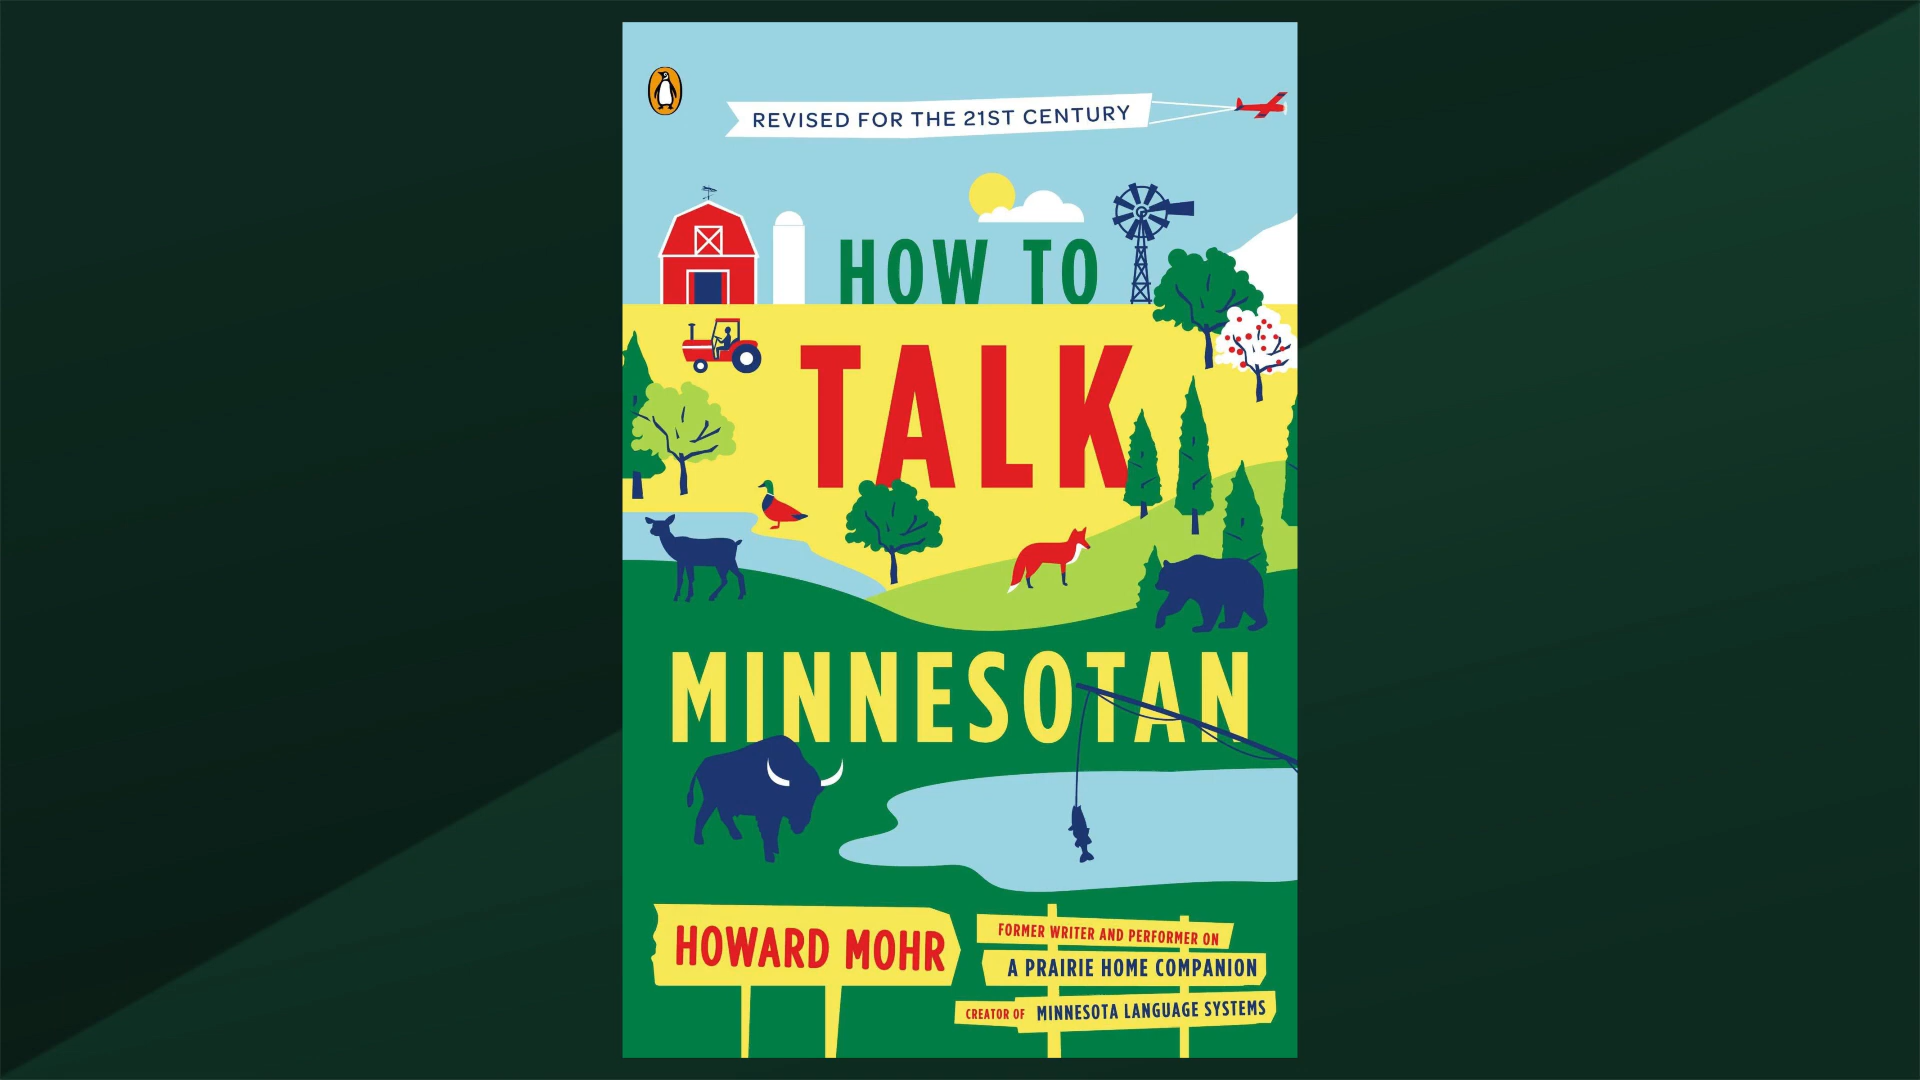 REVISED FOR THE 21ST CENTURY
HOW TO
TALK
MINNESOTAN
HOWARD MOHR
FORMER WRITER AND PERFORMER ON
A PRAIRIE HOME COMPANION
CREATOR OF MINNESOTA LANGUAGE SYSTEMS